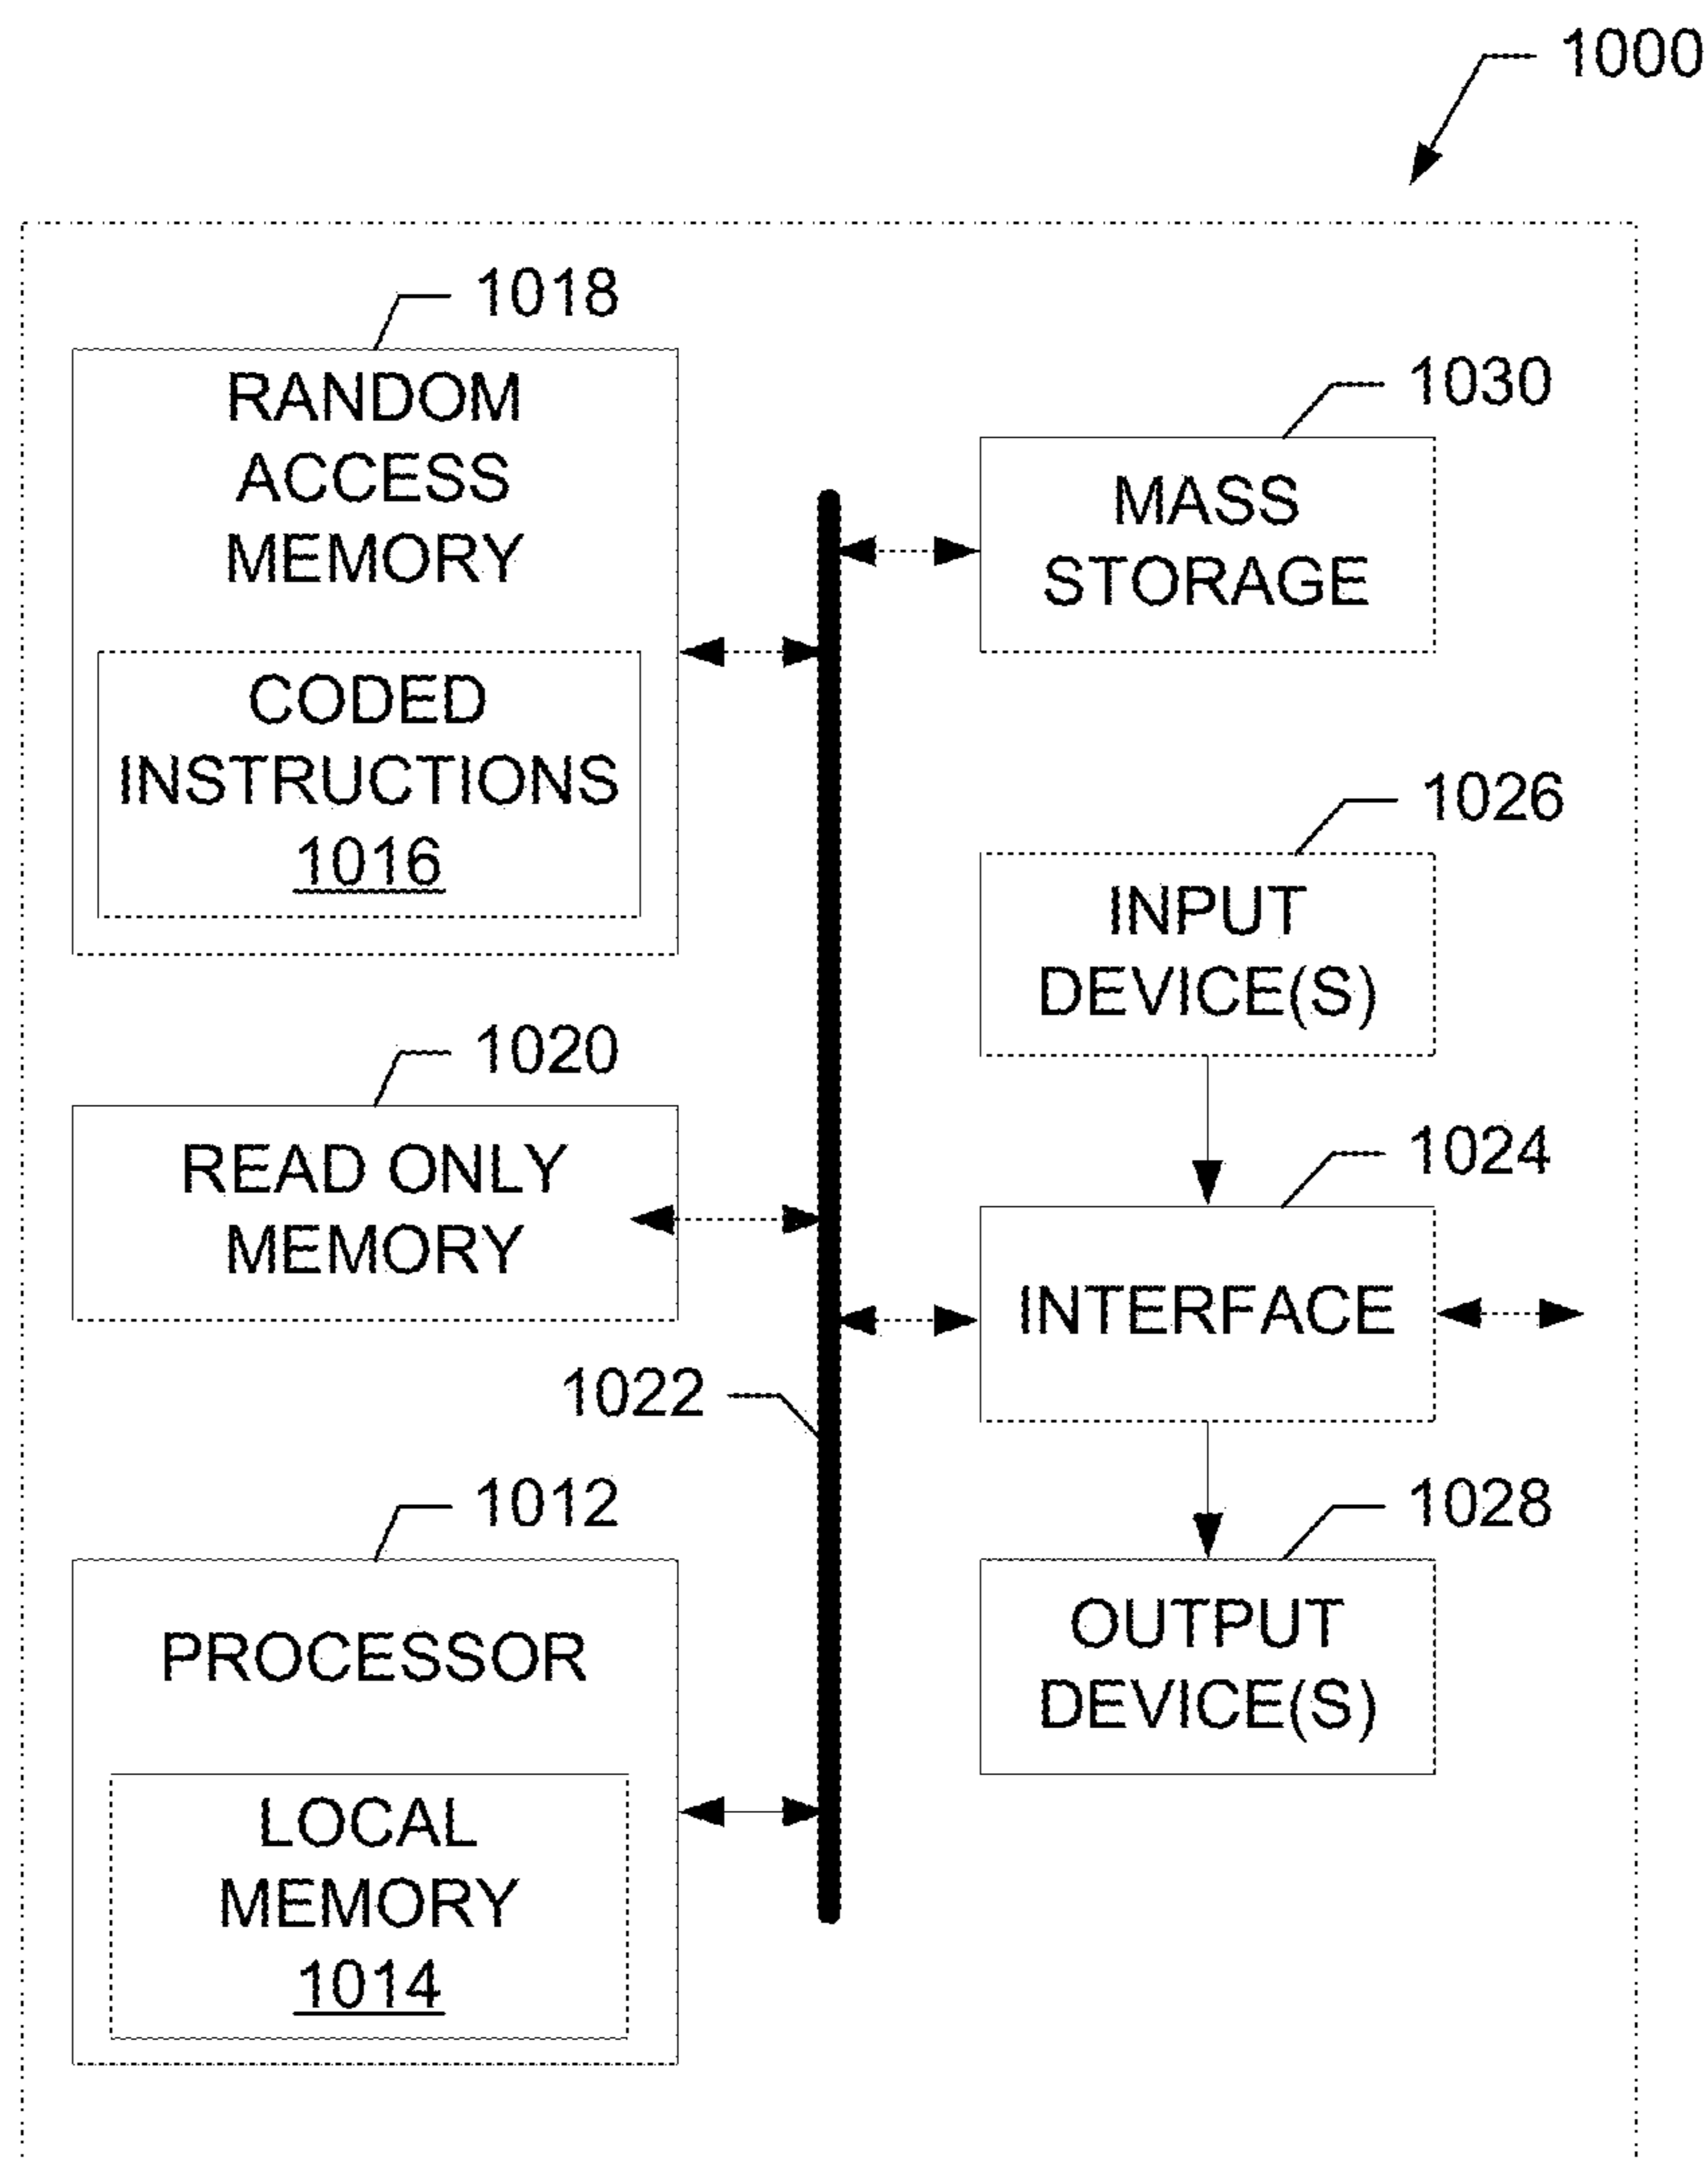 1000
1018
RANDOM
ACCESS
MEMORY
CODED
INSTRUCTIONS
1016
1030
MASS
STORAGE
1026
INPUT
DEVICE(S)
1020
READ ONLY
MEMORY
1024
INTERFACE
1022
1012
PROCESSOR
LOCAL
MEMORY
1014
1028
OUTPUT
DEVICE(S)